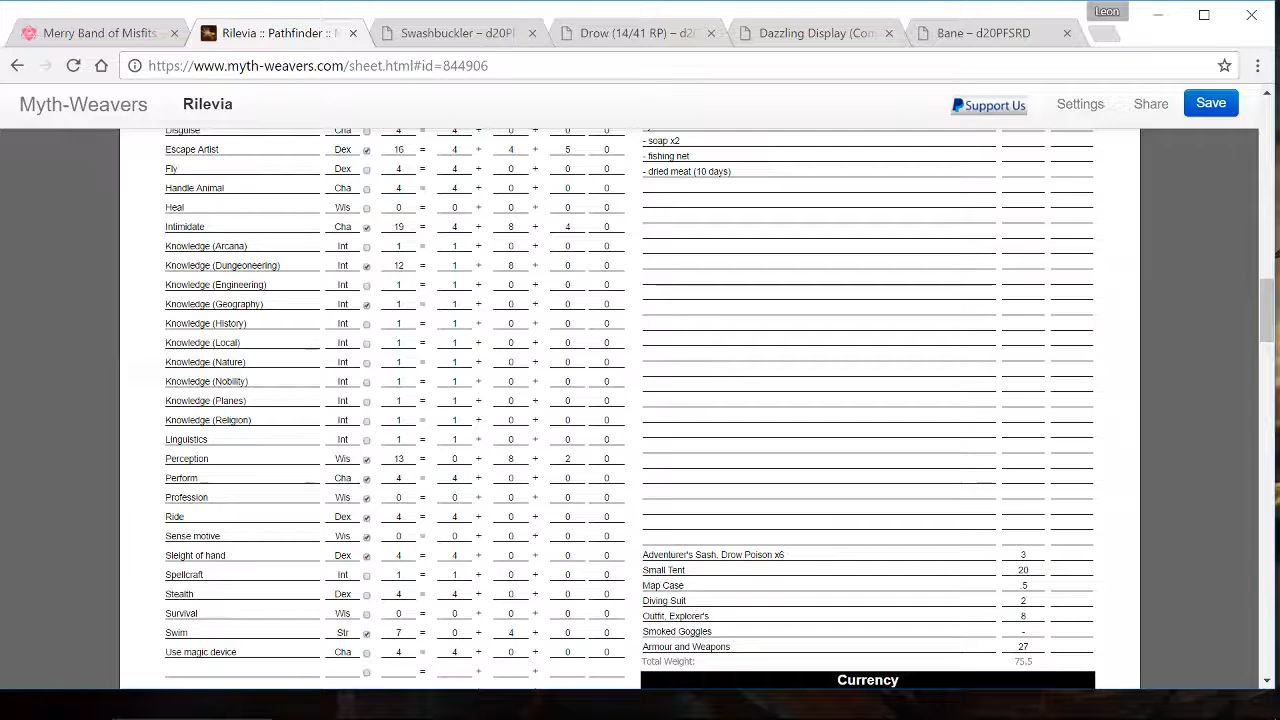 Leon
Merry Band of Misfits
Rilevia :: Pathfinder ::
Swashbuckler – d20P
Drow (14/41 RP) – d20
Dazzling Display (Com
Bane – d20PFSRD
https://www.myth-weavers.com/sheet.html#id=844906
Myth-Weavers Rilevia Support Us Settings Share Save
Disguise Cha 4 = 4 + 0 + 0 0
Escape Artist Dex 16 = 4 + 4 + 5 0
Fly Dex 4 = 4 + 0 + 0 0
Handle Animal Cha 4 = 4 + 0 + 0 0
Heal Wis 0 = 0 + 0 + 0 0
Intimidate Cha 19 = 4 + 8 + 4 0
Knowledge (Arcana) Int 1 = 1 + 0 + 0 0
Knowledge (Dungeoneering) Int 12 = 1 + 8 + 0 0
Knowledge (Engineering) Int 1 = 1 + 0 + 0 0
Knowledge (Geography) Int 1 = 1 + 0 + 0 0
Knowledge (History) Int 1 = 1 + 0 + 0 0
Knowledge (Local) Int 1 = 1 + 0 + 0 0
Knowledge (Nature) Int 1 = 1 + 0 + 0 0
Knowledge (Nobility) Int 1 = 1 + 0 + 0 0
Knowledge (Planes) Int 1 = 1 + 0 + 0 0
Knowledge (Religion) Int 1 = 1 + 0 + 0 0
Linguistics Int 1 = 1 + 0 + 0 0
Perception Wis 13 = 0 + 8 + 2 0
Perform Cha 4 = 4 + 0 + 0 0
Profession Wis 0 = 0 + 0 + 0 0
Ride Dex 4 = 4 + 0 + 0 0
Sense motive Wis 0 = 0 + 0 + 0 0
Sleight of hand Dex 4 = 4 + 0 + 0 0
Spellcraft Int 1 = 1 + 0 + 0 0
Stealth Dex 4 = 4 + 0 + 0 0
Survival Wis 0 = 0 + 0 + 0 0
Swim Str 7 = 0 + 4 + 0 0
Use magic device Cha 4 = 4 + 0 + 0 0
= + +
- soap x2
- fishing net
- dried meat (10 days)
Adventurer's Sash, Drow Poison x6 3
Small Tent 20
Map Case .5
Diving Suit 2
Outfit, Explorer's 8
Smoked Goggles -
Armour and Weapons 27
Total Weight: 75.5
Currency